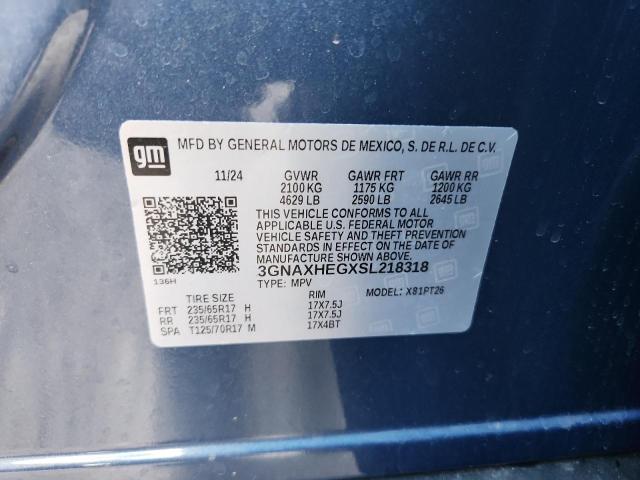 gm MFD BY GENERAL MOTORS DE MEXICO, S. DE R.L. DE C.V.
11/24 GVWR GAWR FRT GAWR RR
2100 KG 1175 KG 1200 KG
4629 LB 2590 LB 2645 LB
THIS VEHICLE CONFORMS TO ALL
APPLICABLE U.S. FEDERAL MOTOR
VEHICLE SAFETY AND THEFT PREVENTION
STANDARDS IN EFFECT ON THE DATE OF
MANUFACTURE SHOWN ABOVE.
3GNAXHEGXSL218318
136H TYPE: MPV
MODEL: X81PT26
TIRE SIZE RIM
FRT 235/65R17 H 17X7.5J
RR 235/65R17 H 17X7.5J
SPA T125/70R17 M 17X4BT